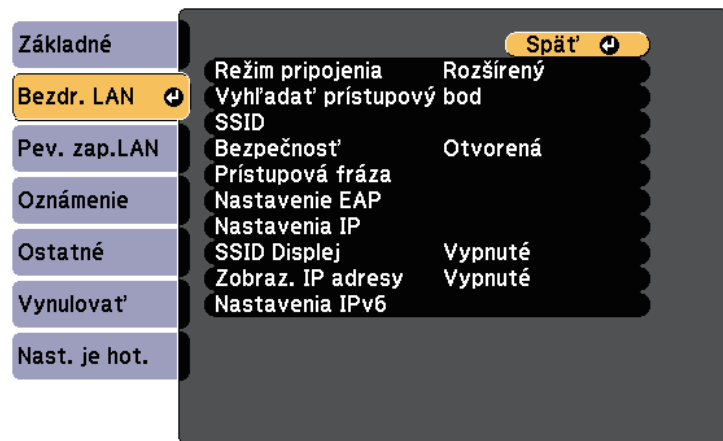 Základné
Bezdr. LAN
Pev. zap.LAN
Oznámenie
Ostatné
Vynulovať
Nast. je hot.
Späť
Režim pripojenia Rozšírený
Vyhľadať prístupový bod
SSID
Bezpečnosť Otvorená
Prístupová fráza
Nastavenie EAP
Nastavenia IP
SSID Displej Vypnuté
Zobraz. IP adresy Vypnuté
Nastavenia IPv6